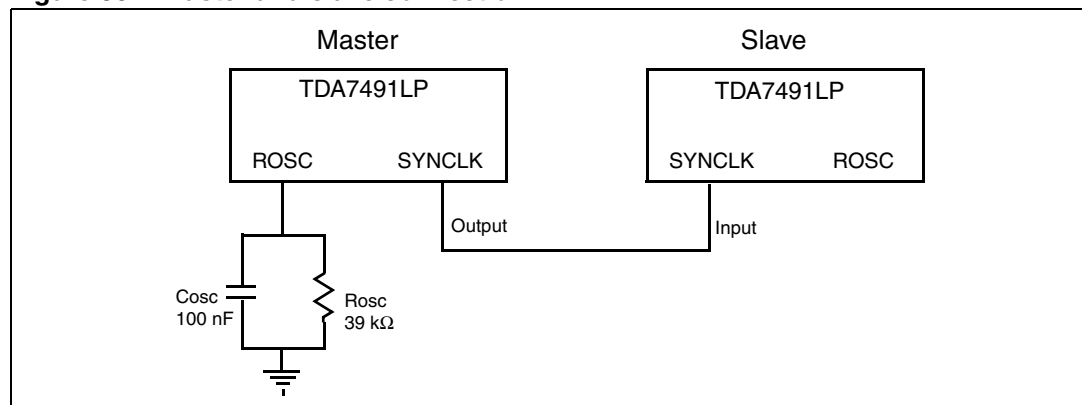 Master Slave
TDA7491LP TDA7491LP
ROSC SYNCLK SYNCLK ROSC
Output Input
Cosc
100 nF
Rosc
39 kΩ